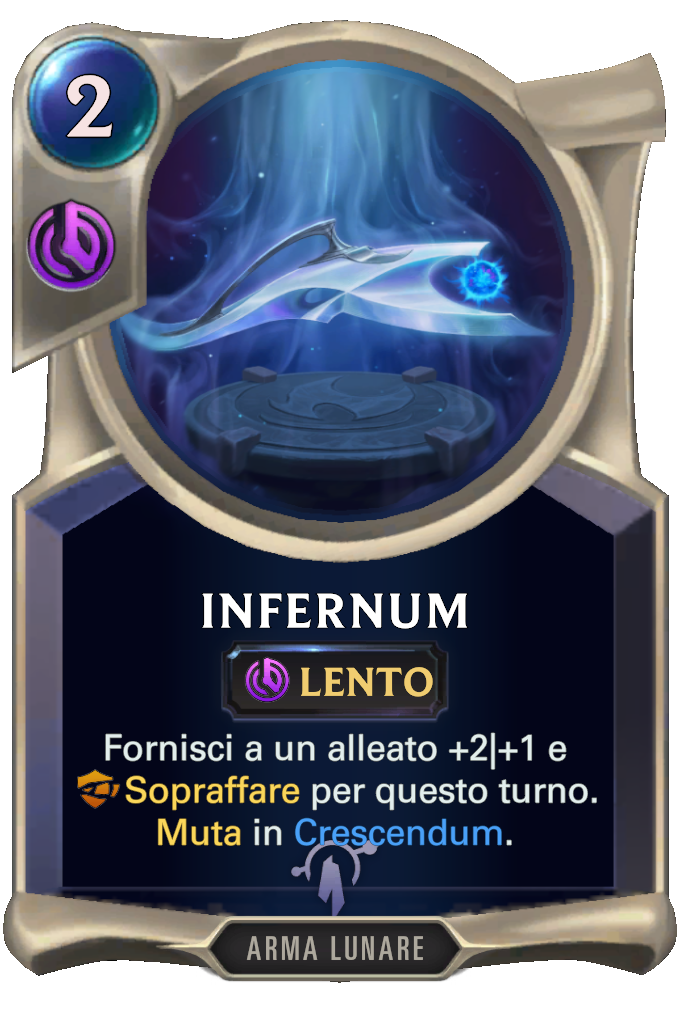 2
INFERNUM
LENTO
Fornisci a un alleato +2|+1 e
Sopraffare per questo turno.
Muta in Crescendum.
ARMA LUNARE